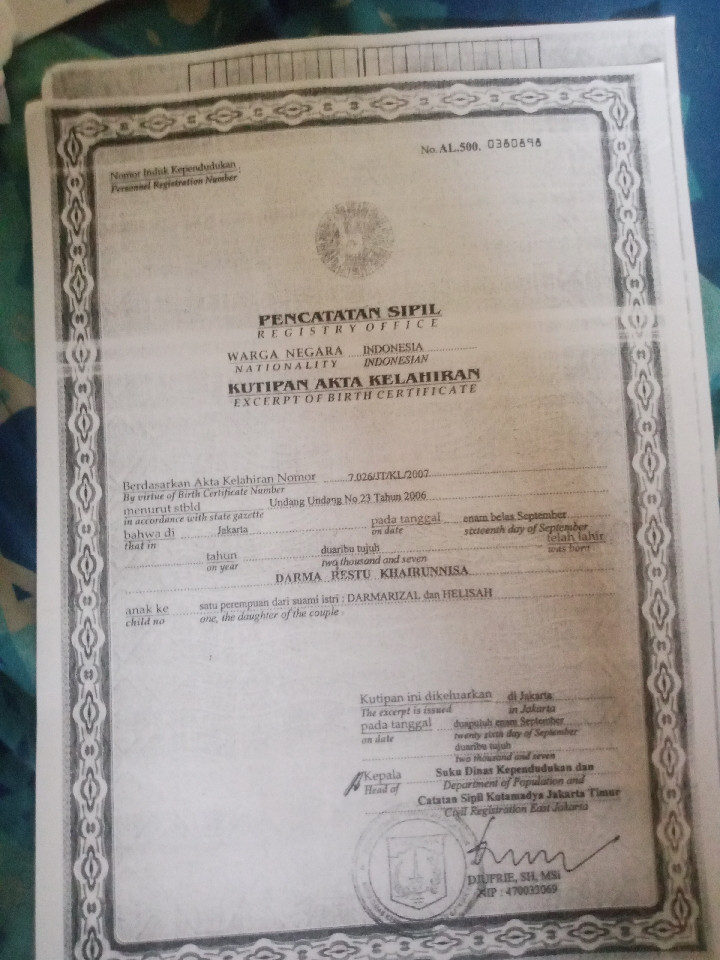 No. AL.500. 0380898
Nomor Induk Kependudukan :
Personnel Registration Number
PENCATATAN SIPIL
REGISTRY OFFICE
WARGA NEGARA INDONESIA
NATIONALITY INDONESIAN
KUTIPAN AKTA KELAHIRAN
EXCERPT OF BIRTH CERTIFICATE
Berdasarkan Akta Kelahiran Nomor 7.026/JT/KL/2007
By virtue of Birth Certificate Number
menurut stbld Undang Undang No.23 Tahun 2006
in accordance with state gazette
bahwa di Jakarta pada tanggal enam belas September
that in on date sixteenth day of September
tahun duaribu tujuh telah lahir
on year two thousand and seven was born
DARMA RESTU KHAIRUNNISA
anak ke satu perempuan dari suami istri : DARMARIZAL dan HELISAH
child no one, the daughter of the couple
Kutipan ini dikeluarkan di Jakarta
The excerpt is issued in Jakarta
pada tanggal duapuluh enam September
on date twenty sixth day of September
duaribu tujuh
two thousand and seven
Kepala Suku Dinas Kependudukan dan
Head of Department of Population and
Catatan Sipil Kotamadya Jakarta Timur
Civil Registration East Jakarta
DJUPRIE, SH, MSi
NIP : 470035069